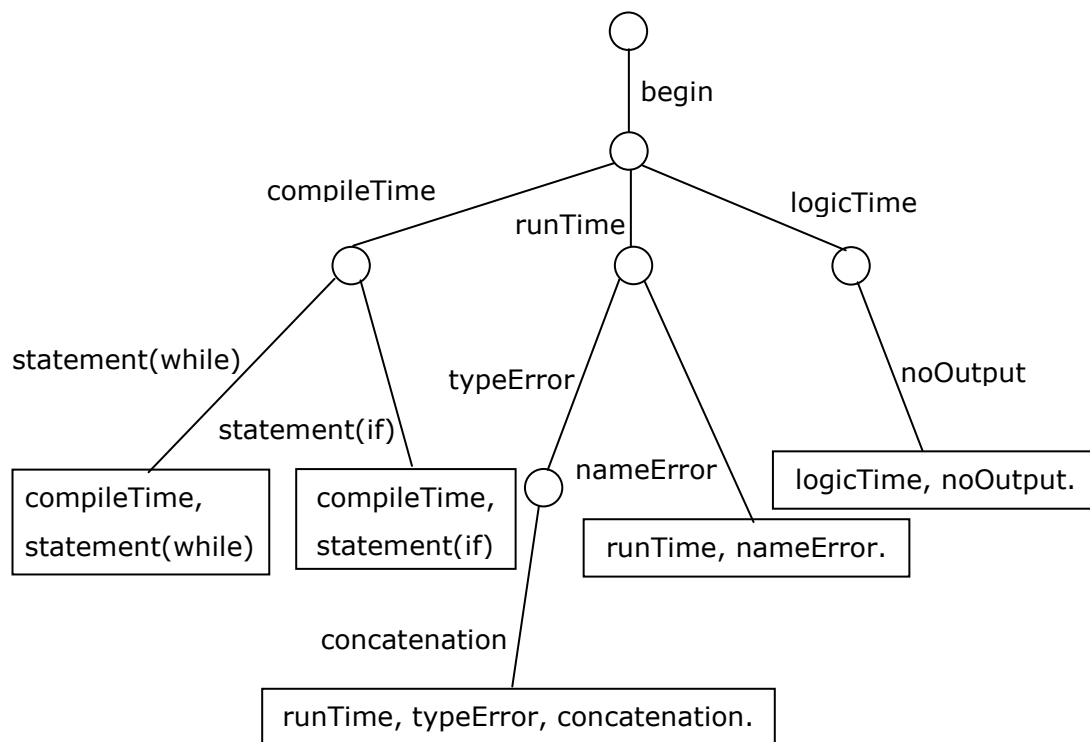 begin
compileTime
runTime
logicTime
statement(while)
typeError
noOutput
statement(if)
nameError
compileTime,
statement(while)
compileTime,
statement(if)
logicTime, noOutput.
runTime, nameError.
concatenation
runTime, typeError, concatenation.